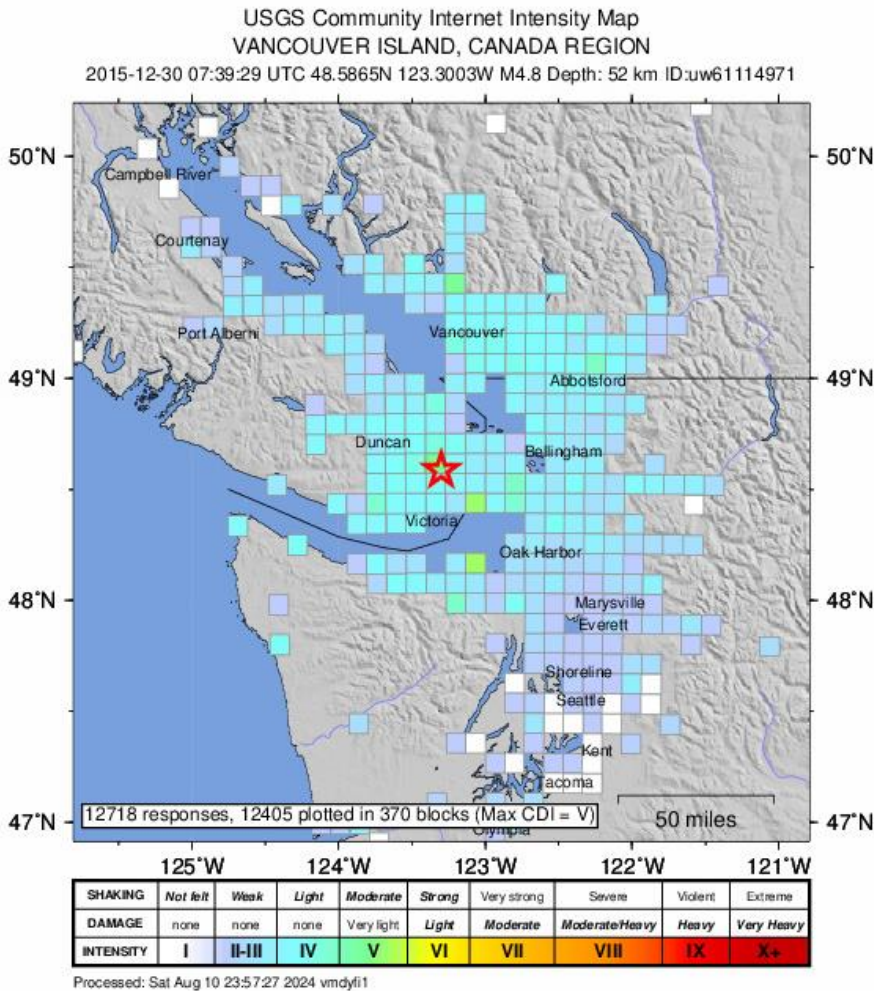 USGS Community Internet Intensity Map
VANCOUVER ISLAND, CANADA REGION
2015-12-30 07:39:29 UTC 48.5865N 123.3003W M4.8 Depth: 52 km ID:uw61114971
50˚N 50˚N
Campbell River
Courtenay
Port Alberni Vancouver
49˚N 49˚N
Abbotsford
Duncan
Bellingham
Victoria
Oak Harbor
48˚N 48˚N
Marysville
Everett
Shoreline
Seattle
Kent
Tacoma
12718 responses, 12405 plotted in 370 blocks (Max CDI = V)
50 miles
47˚N 47˚N
Olympia
125˚W 124˚W 123˚W 122˚W 121˚W
SHAKING Not felt Weak Light Moderate Strong Very strong Severe Violent Extreme
DAMAGE none none none Very light Light Moderate Moderate/Heavy Heavy Very Heavy
INTENSITY I II-III IV V VI VII VIII IX X+
Processed: Sat Aug 10 23:57:27 2024 vmdyfi1